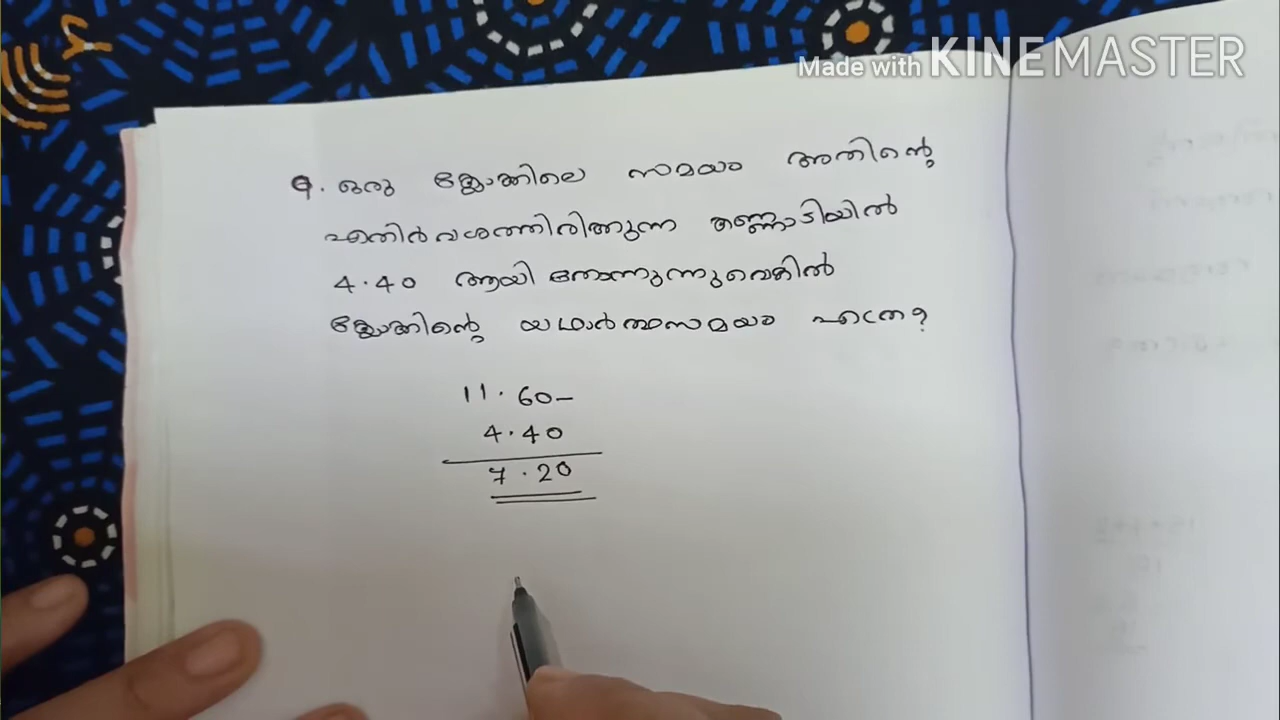 Made with KINEMASTER
9. ഒരു ക്ലോക്കിലെ സമയം അതിന്റെ
എതിർവശത്തിരിക്കുന്ന കണ്ണാടിയിൽ
4.40 ആയി തോന്നുന്നുവെങ്കിൽ
ക്ലോക്കിന്റെ യഥാർത്ഥസമയം എത്ര?
11.60-
4.40
7.20